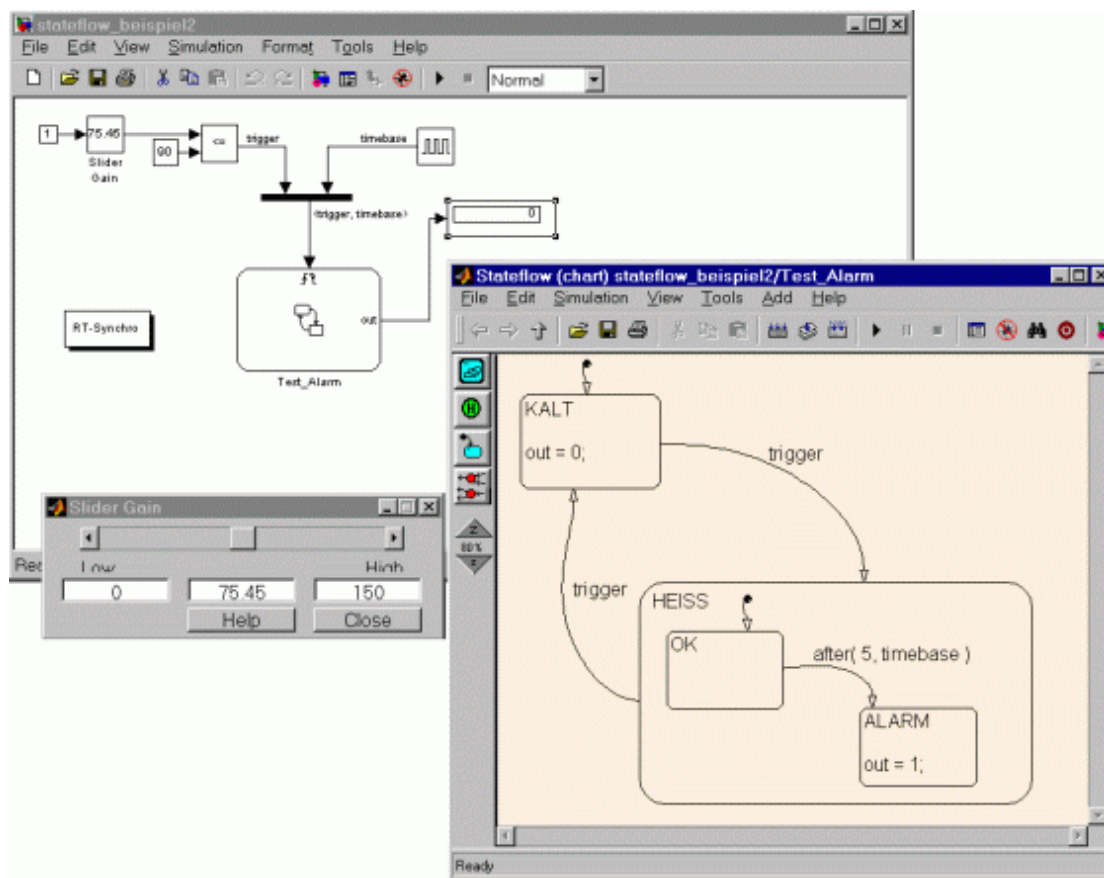 stateflow_beispiel2
File Edit View Simulation Format Tools Help
Normal
1
75.45
Slider
Gain
90
<=
trigger
timebase
<trigger, timebase>
0
out
Test_Alarm
RT-Synchro
Stateflow (chart) stateflow_beispiel2/Test_Alarm
File Edit Simulation View Tools Add Help
H
Z
80%
z
KALT
out = 0;
trigger
trigger
HEISS
OK
after( 5, timebase )
ALARM
out = 1;
Ready
Slider Gain
Low High
0 75.45 150
Help Close